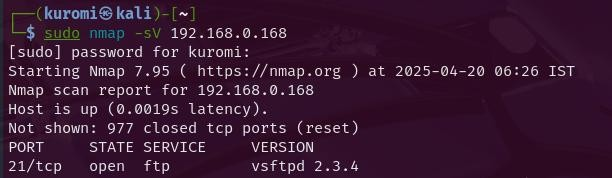 ┌──(kuromi㉿kali)-[~]
└─$ sudo nmap -sV 192.168.0.168
[sudo] password for kuromi:
Starting Nmap 7.95 ( https://nmap.org ) at 2025-04-20 06:26 IST
Nmap scan report for 192.168.0.168
Host is up (0.0019s latency).
Not shown: 977 closed tcp ports (reset)
PORT     STATE SERVICE     VERSION
21/tcp   open  ftp         vsftpd 2.3.4